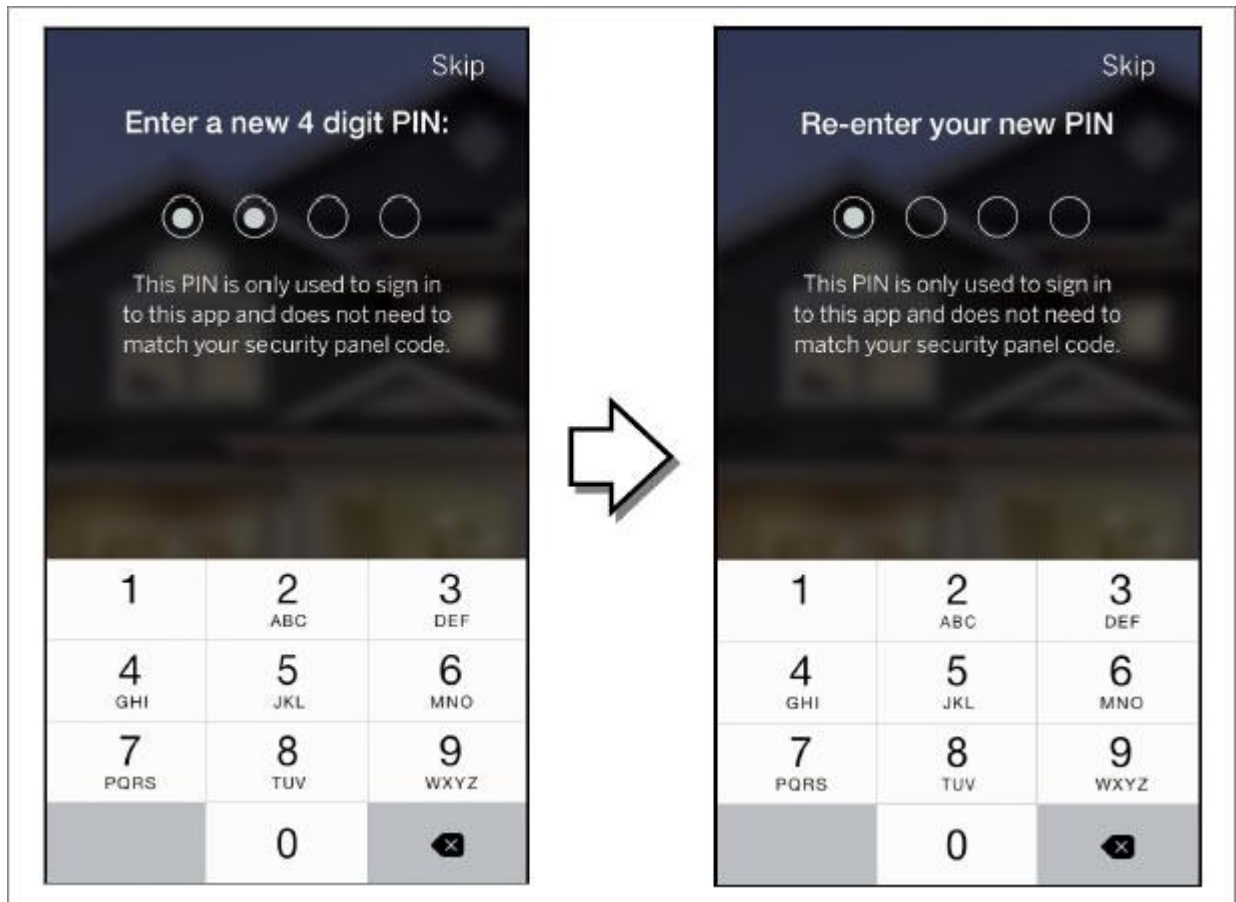 Skip
Enter a new 4 digit PIN:
This PIN is only used to sign in
to this app and does not need to
match your security panel code.
1
2
ABC
3
DEF
4
GHI
5
JKL
6
MNO
7
PQRS
8
TUV
9
WXYZ
0
Skip
Re-enter your new PIN
This PIN is only used to sign in
to this app and does not need to
match your security panel code.
1
2
ABC
3
DEF
4
GHI
5
JKL
6
MNO
7
PQRS
8
TUV
9
WXYZ
0